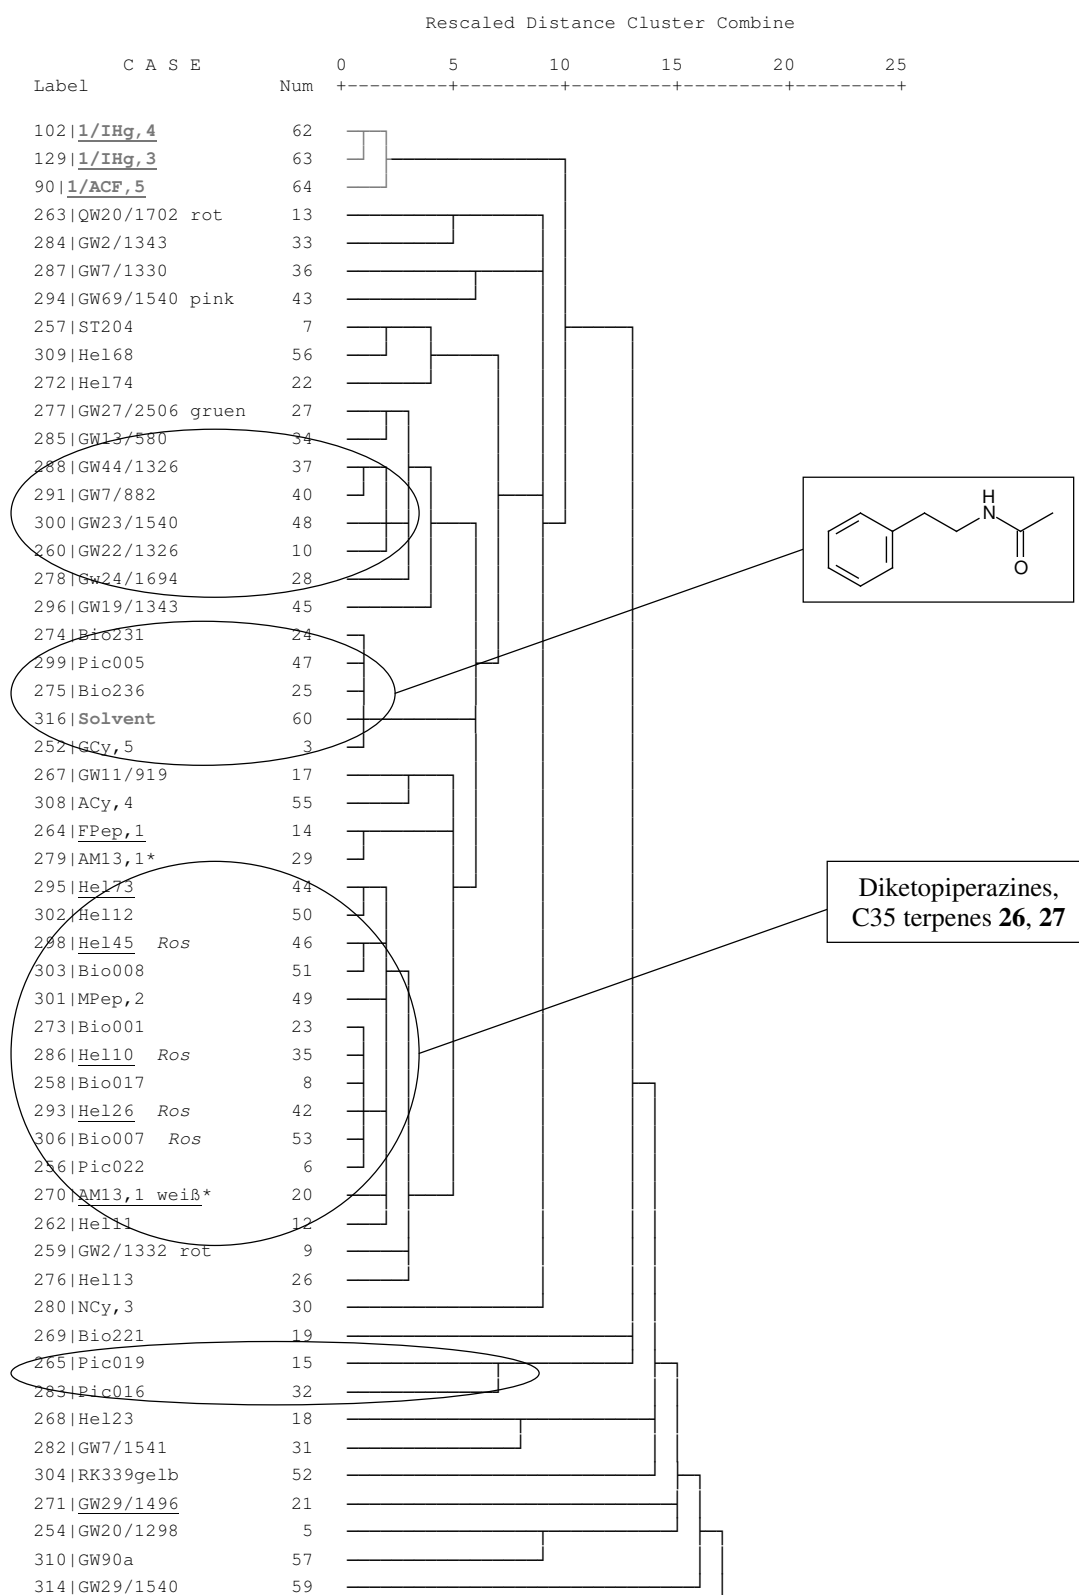 Rescaled Distance Cluster Combine
C A S E 0 5 10 15 20 25
Label Num +---------+---------+---------+---------+---------+
102|1/IHg,4 62
129|1/IHg,3 63
90|1/ACF,5 64
263|QW20/1702 rot 13
284|GW2/1343 33
287|GW7/1330 36
294|GW69/1540 pink 43
257|ST204 7
309|Hel68 56
272|Hel74 22
277|GW27/2506 gruen 27
285|GW13/580 34
288|GW44/1326 37
291|GW7/882 40
300|GW23/1540 48
260|GW22/1326 10
278|Gw24/1694 28
296|GW19/1343 45
274|Bio231 24
299|Pic005 47
275|Bio236 25
316|Solvent 60
252|GCy,5 3
267|GW11/919 17
308|ACy,4 55
264|FPep,1 14
279|AM13,1* 29
295|Hel73 44
302|Hel12 50
298|Hel45 Ros 46
303|Bio008 51
301|MPep,2 49
273|Bio001 23
286|Hel10 Ros 35
258|Bio017 8
293|Hel26 Ros 42
306|Bio007 Ros 53
256|Pic022 6
270|AM13,1 weiß* 20
262|Hel11 12
259|GW2/1332 rot 9
276|Hel13 26
280|NCy,3 30
269|Bio221 19
265|Pic019 15
283|Pic016 32
268|Hel23 18
282|GW7/1541 31
304|RK339gelb 52
271|GW29/1496 21
254|GW20/1298 5
310|GW90a 57
314|GW29/1540 59
H
N
O
Diketopiperazines,
C35 terpenes 26, 27